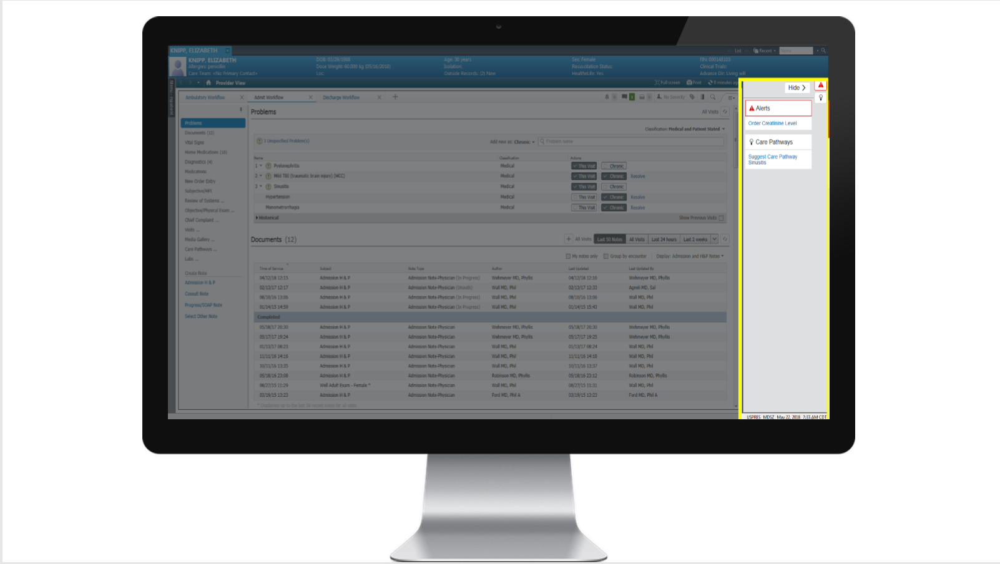 KNIPP, ELIZABETH
List Recent Name
KNIPP, ELIZABETH
Allergies: penicillin
Care Team: <No Primary Contact>
DOB: 03/28/1988
Dose Weight: 60.000 kg (05/16/2018)
Loc:
Age: 30 years
Isolation:
Outside Records: (2) New
Sex: Female
Resuscitation Status:
HealtheLife: Yes
FIN: 000148103
Clinical Trials:
Advance Dir: Living will
Menu - Inpatient
Provider View
Full screen Print 0 minutes ago
Ambulatory Workflow Admit Workflow Discharge Workflow
No Severity
Problems
Documents (12)
Vital Signs
Home Medications (18)
Diagnostics (4)
Medications
New Order Entry
Subjective/HPI
Review of Systems ...
Objective/Physical Exam ...
Chief Complaint ...
Visits ...
Media Gallery ...
Care Pathways ...
Labs ...
Create Note
Admission H & P
Consult Note
Progress/SOAP Note
Select Other Note
Problems
All Visits
Classification: Medical and Patient Stated
3 Unspecified Problem(s)
Add new as: Chronic Problem name
Name Classification Actions
1 Pyelonephritis Medical This Visit Chronic
2 Mild TBI (traumatic brain injury) (HCC) Medical This Visit Chronic Resolve
3 Sinusitis Medical This Visit Chronic
Hypertension Medical This Visit Chronic Resolve
Menometrorrhagia Medical This Visit Chronic Resolve
Historical Show Previous Visits
Documents (12)
All Visits Last 50 Notes All Visits Last 24 hours Last 2 weeks
My notes only Group by encounter Display: Admission and H&P Notes
Time of Service Subject Note Type Author Last Updated Last Updated By
04/12/18 12:15 Admission H & P Admission Note-Physician (In Progress) Wehmeyer MD, Phyllis 04/12/18 12:16 Wehmeyer MD, Phyllis
02/13/17 12:17 Admission H & P Admission Note-Physician (Unauth) Wall MD, Phil 02/13/17 12:33 Agneli MD, Sal
08/10/16 13:06 Admission H & P Admission Note-Physician (In Progress) Wall MD, Phil 08/10/16 13:06 Wall MD, Phil
01/14/15 14:59 Admission H & P Admission Note-Physician (In Progress) Wall MD, Phil 01/14/15 15:43 Wall MD, Phil
Completed
05/18/17 20:30 Admission H & P Admission Note-Physician Wehmeyer MD, Phyllis 05/18/17 20:30 Wehmeyer MD, Phyllis
05/17/17 19:24 Admission H & P Admission Note-Physician Wehmeyer MD, Phyllis 05/17/17 19:25 Wehmeyer MD, Phyllis
01/13/17 08:23 Admission H & P Admission Note-Physician Wall MD, Phil 01/13/17 08:24 Wall MD, Phil
11/11/16 14:16 Admission H & P Admission Note-Physician Wall MD, Phil 11/11/16 14:18 Wall MD, Phil
10/11/16 13:35 Admission H & P Admission Note-Physician Wall MD, Phil 10/11/16 13:37 Wall MD, Phil
05/18/16 23:08 Admission H & P Admission Note-Physician Robinson MD, Phyllis 05/18/16 23:12 Robinson MD, Phyllis
08/27/15 11:29 Well Adult Exam - Female * Admission Note-Physician Wall MD, Phil 08/27/15 11:31 Wall MD, Phil
03/19/15 13:23 Admission H & P Admission Note-Physician Ford MD, Phil A 03/19/15 13:23 Ford MD, Phil A
* Displaying up to the last 50 recent notes for all visits
Hide
Alerts
Order Creatinine Level
Care Pathways
Suggest Care Pathway
Sinusitis
USPRES MDSZ May 22, 2018 7:37 AM CDT